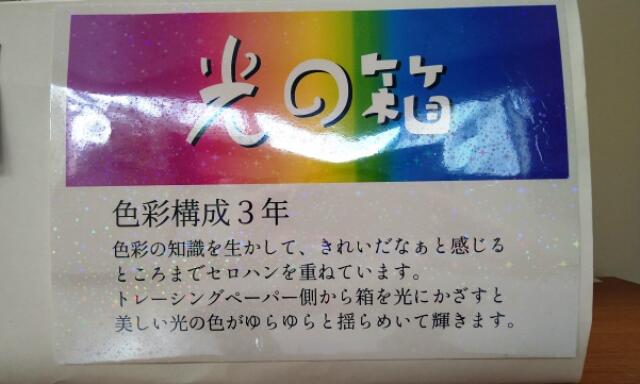 光の箱
色彩構成3年
色彩の知識を生かして、きれいだなぁと感じる
ところまでセロハンを重ねています。
トレーシングペーパー側から箱を光にかざすと
美しい光の色がゆらゆらと揺らめいて輝きます。